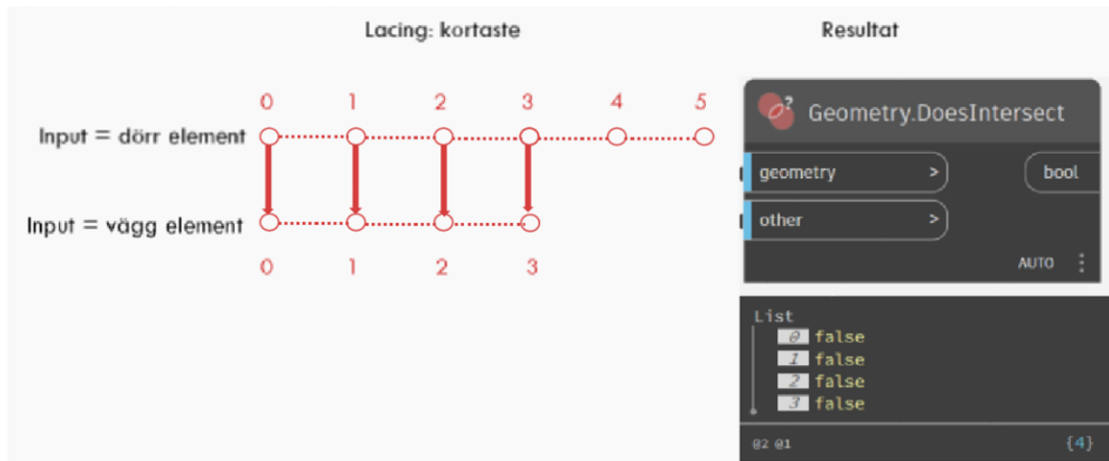 Lacing: kortaste
Resultat
0 1 2 3 4 5
Input = dörr element
Input = vägg element
0 1 2 3
?
Geometry.DoesIntersect
geometry > bool
other >
AUTO
List
0 false
1 false
2 false
3 false
@2 @1 {4}